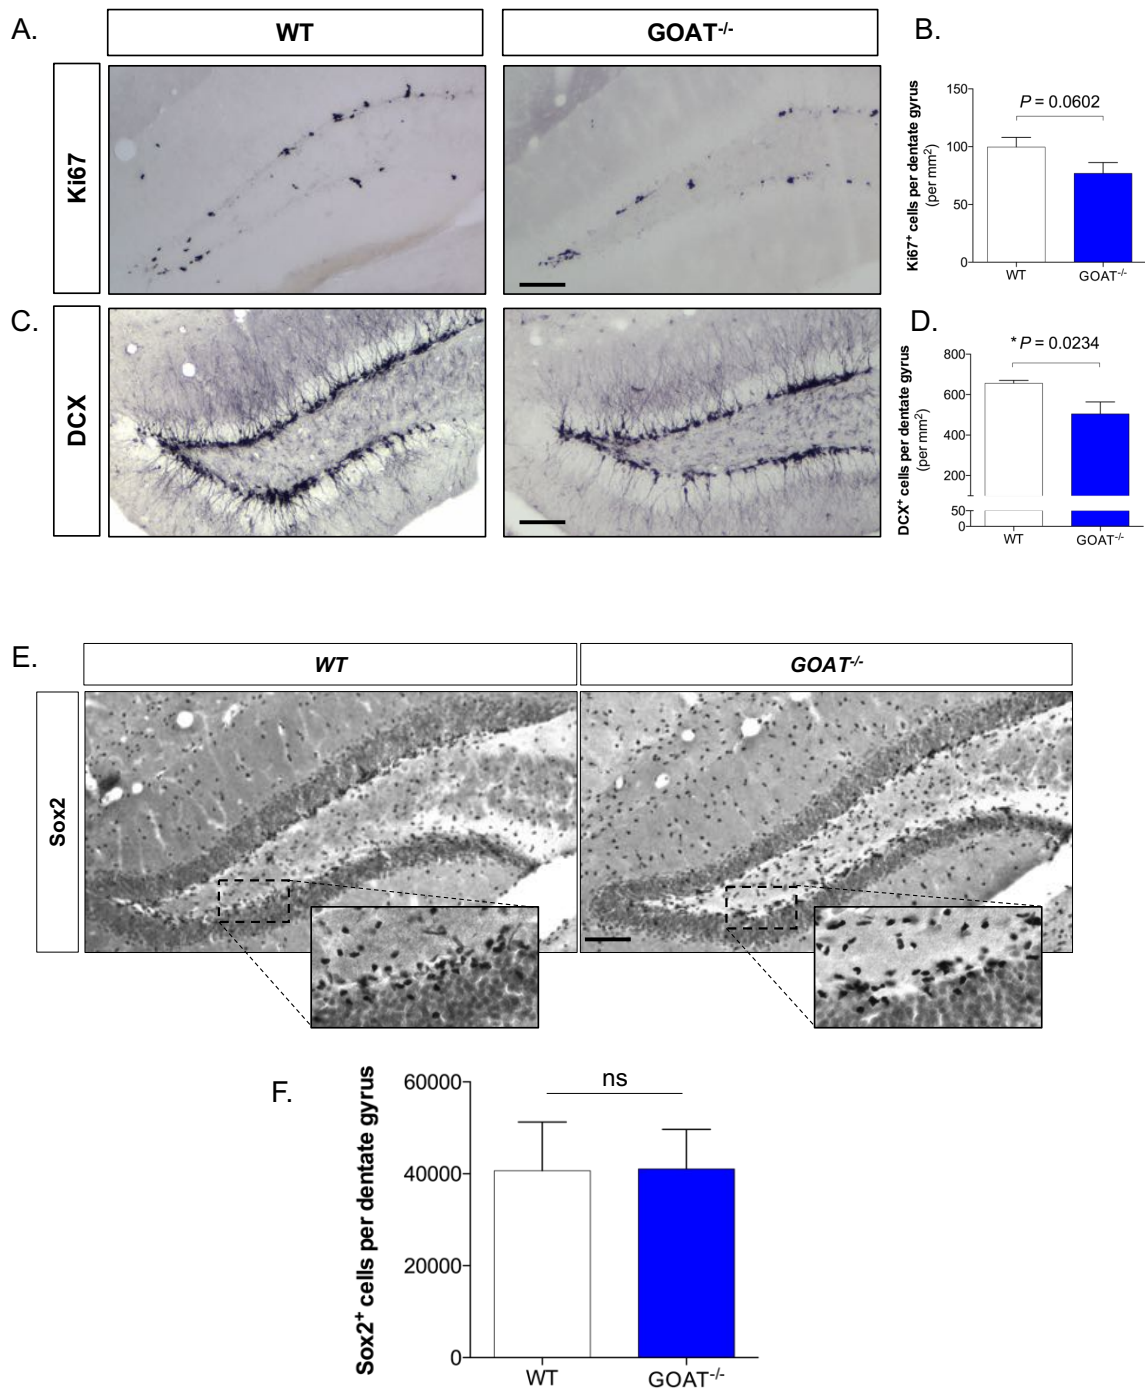 A.
WT
GOAT-/-
B.
Ki67
Ki67+ cells per dentate gyrus
(per mm2)
150
100
50
0
P = 0.0602
WT
GOAT-/-
C.
DCX
D.
DCX+ cells per dentate gyrus
(per mm2)
* P = 0.0234
800
600
400
200
50
0
WT
GOAT-/-
E.
WT
GOAT-/-
Sox2
F.
Sox2+ cells per dentate gyrus
60000
40000
20000
0
ns
WT
GOAT-/-